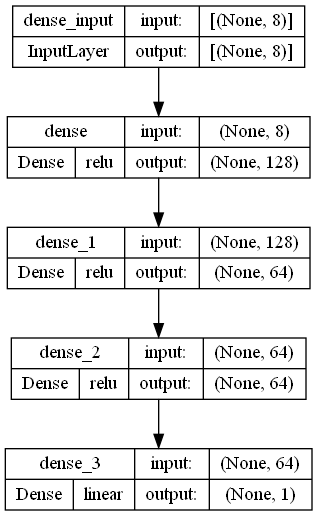 dense_input input: [(None, 8)]
InputLayer output: [(None, 8)]
dense input: (None, 8)
Dense relu output: (None, 128)
dense_1 input: (None, 128)
Dense relu output: (None, 64)
dense_2 input: (None, 64)
Dense relu output: (None, 64)
dense_3 input: (None, 64)
Dense linear output: (None, 1)